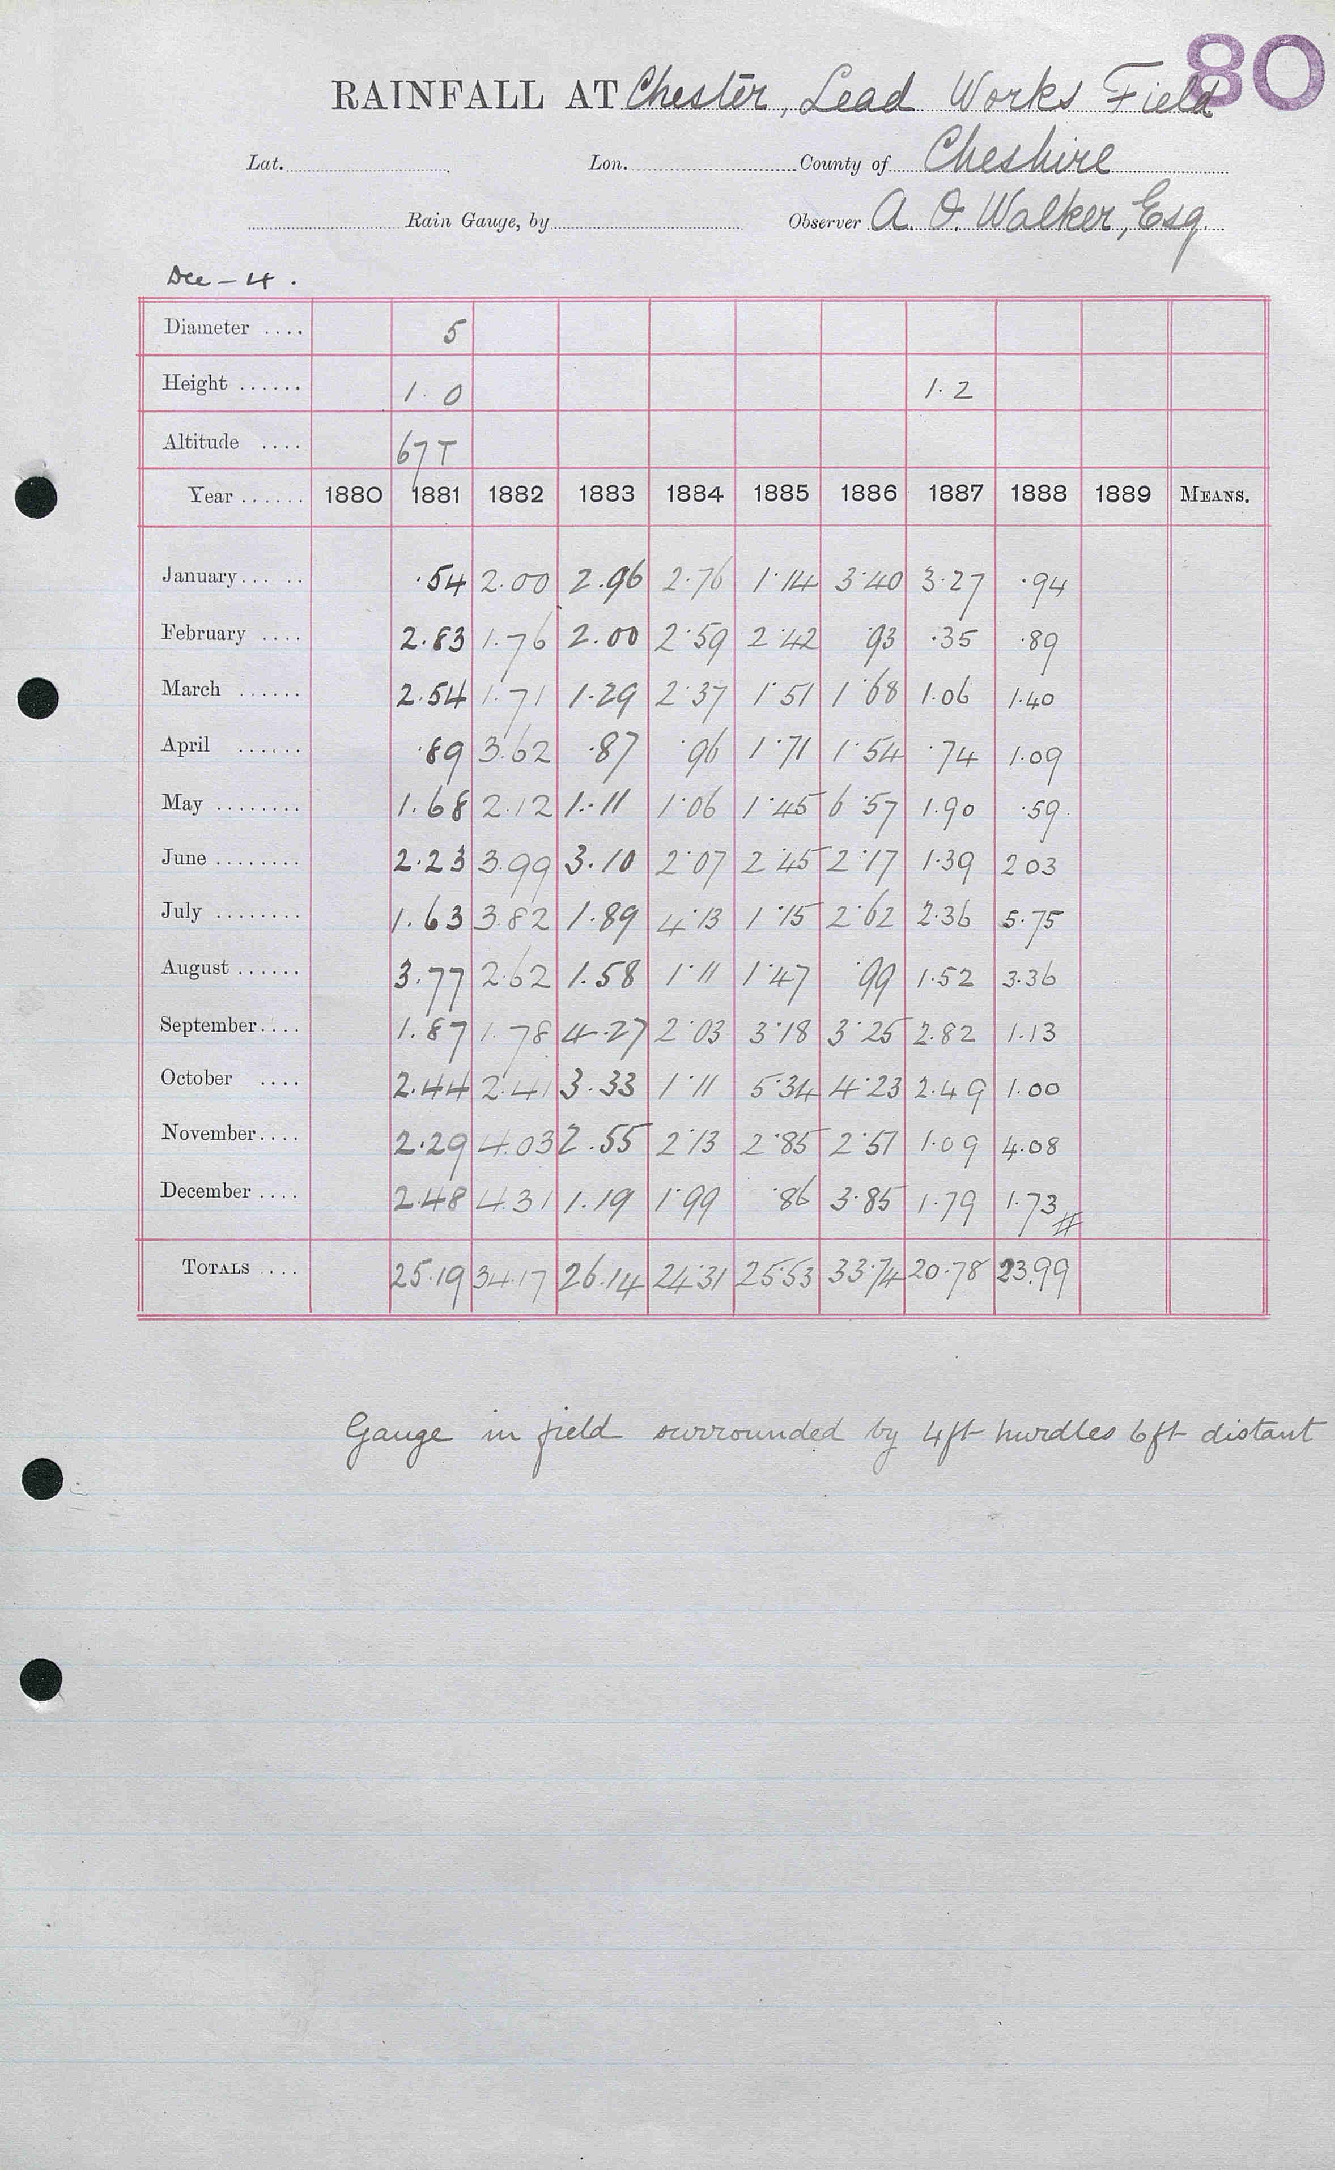 80
RAINFALL AT Chester, Lead Works Field
Lat. Lon. County of Cheshire
Rain Gauge, by Observer A. O. Walker, Esq.
Dec - 4.
Diameter .... 5
Height ...... 1.0 1.2
Altitude .... 67 T
Year ...... 1880 1881 1882 1883 1884 1885 1886 1887 1888 1889 MEANS.
January... .. .54 2.00 2.96 2.76 1.14 3.40 3.27 .94
February .... 2.83 1.76 2.00 2.59 2.42 .93 .35 .89
March ...... 2.54 1.71 1.29 2.37 1.51 1.68 1.06 1.40
April ...... .89 3.62 .87 .96 1.71 1.54 .74 1.09
May ........ 1.68 2.12 1.11 1.06 1.45 6.57 1.90 .59
June ........ 2.23 3.99 3.10 2.07 2.45 2.17 1.39 2 03
July ........ 1.63 3.82 1.89 4.13 1.15 2.62 2.36 5.75
August ...... 3.77 2.62 1.58 1.11 1.47 .99 1.52 3.36
September.... 1.87 1.78 4.27 2.03 3.18 3.25 2.82 1.13
October .... 2.44 2.41 3.33 1.11 5.34 4.23 2.49 1.00
November.... 2.29 4.03 2.55 2.13 2.85 2.51 1.09 4.08
December .... 2.48 4.31 1.19 1.99 .86 3.85 1.79 1.73
TOTALS .... 25.19 34.17 26.14 24.31 25.53 33.74 20.78 23.99
Gauge in field surrounded by 4ft hurdles 6ft distant